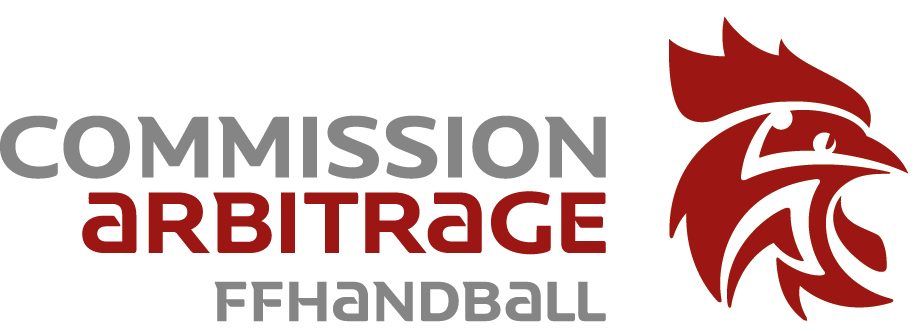 COMMISSION
aRBITRaGE
FFHaNDBaLL